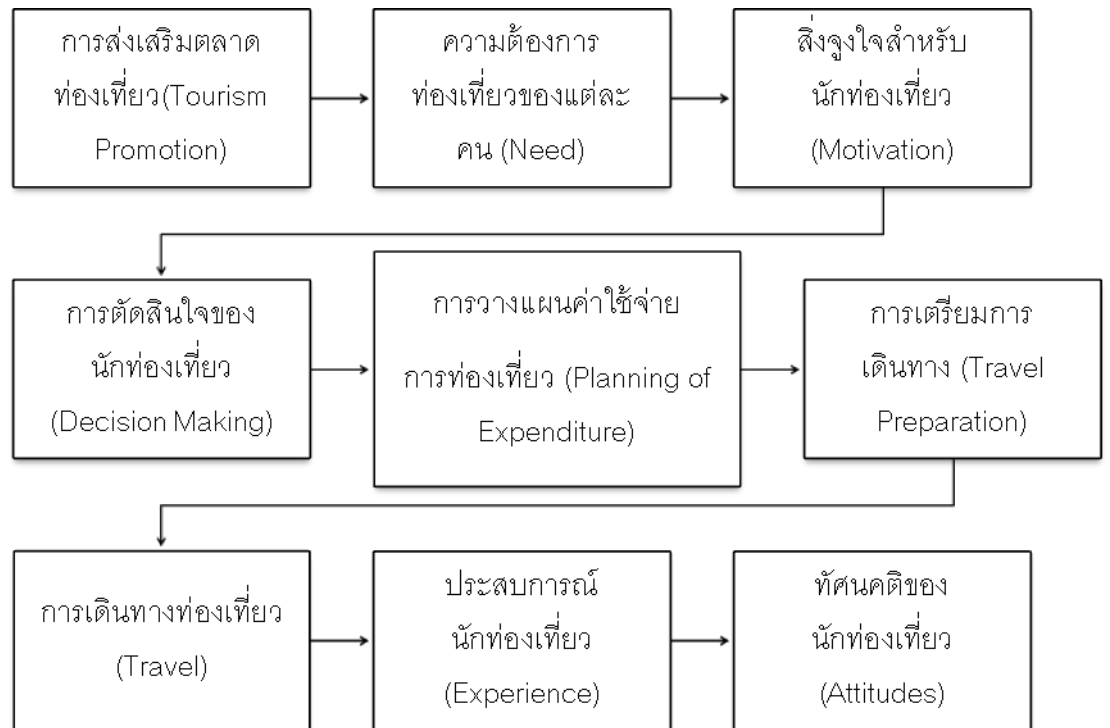 การส่งเสริมตลาด
ท่องเที่ยว(Tourism
Promotion)
ความต้องการ
ท่องเที่ยวของแต่ละ
คน (Need)
สิ่งจูงใจสำหรับ
นักท่องเที่ยว
(Motivation)
การตัดสินใจของ
นักท่องเที่ยว
(Decision Making)
การวางแผนค่าใช้จ่าย
การท่องเที่ยว (Planning of
Expenditure)
การเตรียมการ
เดินทาง (Travel
Preparation)
การเดินทางท่องเที่ยว
(Travel)
ประสบการณ์
นักท่องเที่ยว
(Experience)
ทัศนคติของ
นักท่องเที่ยว
(Attitudes)